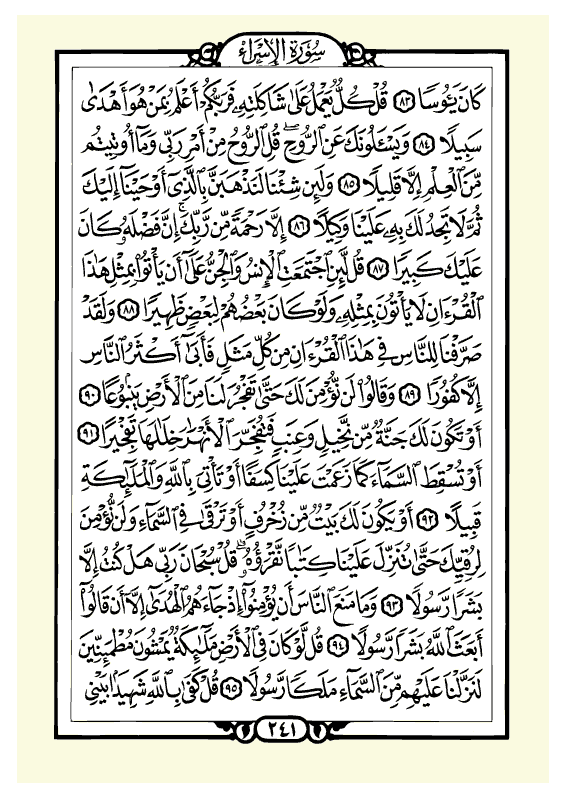 سُورَةُ الإِسْرَاءِ
كَانَ يَـُٔوسًا ﴿٨٣﴾ قُلْ كُلٌّ يَعْمَلُ عَلَىٰ شَاكِلَتِهِۦ فَرَبُّكُمْ أَعْلَمُ بِمَنْ هُوَ أَهْدَىٰ
سَبِيلًا ﴿٨٤﴾ وَيَسْـَٔلُونَكَ عَنِ ٱلرُّوحِ ۖ قُلِ ٱلرُّوحُ مِنْ أَمْرِ رَبِّى وَمَآ أُوتِيتُم
مِّنَ ٱلْعِلْمِ إِلَّا قَلِيلًا ﴿٨٥﴾ وَلَئِن شِئْنَا لَنَذْهَبَنَّ بِٱلَّذِىٓ أَوْحَيْنَآ إِلَيْكَ
ثُمَّ لَا تَجِدُ لَكَ بِهِۦ عَلَيْنَا وَكِيلًا ﴿٨٦﴾ إِلَّا رَحْمَةً مِّن رَّبِّكَ ۚ إِنَّ فَضْلَهُۥ كَانَ
عَلَيْكَ كَبِيرًا ﴿٨٧﴾ قُل لَّئِنِ ٱجْتَمَعَتِ ٱلْإِنسُ وَٱلْجِنُّ عَلَىٰٓ أَن يَأْتُوا۟ بِمِثْلِ هَٰذَا
ٱلْقُرْءَانِ لَا يَأْتُونَ بِمِثْلِهِۦ وَلَوْ كَانَ بَعْضُهُمْ لِبَعْضٍ ظَهِيرًا ﴿٨٨﴾ وَلَقَدْ
صَرَّفْنَا لِلنَّاسِ فِى هَٰذَا ٱلْقُرْءَانِ مِن كُلِّ مَثَلٍ فَأَبَىٰٓ أَكْثَرُ ٱلنَّاسِ
إِلَّا كُفُورًا ﴿٨٩﴾ وَقَالُوا۟ لَن نُّؤْمِنَ لَكَ حَتَّىٰ تَفْجُرَ لَنَا مِنَ ٱلْأَرْضِ يَنۢبُوعًا ﴿٩٠﴾
أَوْ تَكُونَ لَكَ جَنَّةٌ مِّن نَّخِيلٍ وَعِنَبٍ فَتُفَجِّرَ ٱلْأَنْهَٰرَ خِلَٰلَهَا تَفْجِيرًا ﴿٩١﴾
أَوْ تُسْقِطَ ٱلسَّمَآءَ كَمَا زَعَمْتَ عَلَيْنَا كِسَفًا أَوْ تَأْتِىَ بِٱللَّهِ وَٱلْمَلَٰٓئِكَةِ
قَبِيلًا ﴿٩٢﴾ أَوْ يَكُونَ لَكَ بَيْتٌ مِّن زُخْرُفٍ أَوْ تَرْقَىٰ فِى ٱلسَّمَآءِ وَلَن نُّؤْمِنَ
لِرُقِيِّكَ حَتَّىٰ تُنَزِّلَ عَلَيْنَا كِتَٰبًا نَّقْرَؤُهُۥ ۗ قُلْ سُبْحَانَ رَبِّى هَلْ كُنتُ إِلَّا
بَشَرًا رَّسُولًا ﴿٩٣﴾ وَمَا مَنَعَ ٱلنَّاسَ أَن يُؤْمِنُوٓا۟ إِذْ جَآءَهُمُ ٱلْهُدَىٰٓ إِلَّآ أَن قَالُوٓا۟
أَبَعَثَ ٱللَّهُ بَشَرًا رَّسُولًا ﴿٩٤﴾ قُل لَّوْ كَانَ فِى ٱلْأَرْضِ مَلَٰٓئِكَةٌ يَمْشُونَ مُطْمَئِنِّينَ
لَنَزَّلْنَا عَلَيْهِم مِّنَ ٱلسَّمَآءِ مَلَكًا رَّسُولًا ﴿٩٥﴾ قُلْ كَفَىٰ بِٱللَّهِ شَهِيدًۢا بَيْنِى
٢٤١